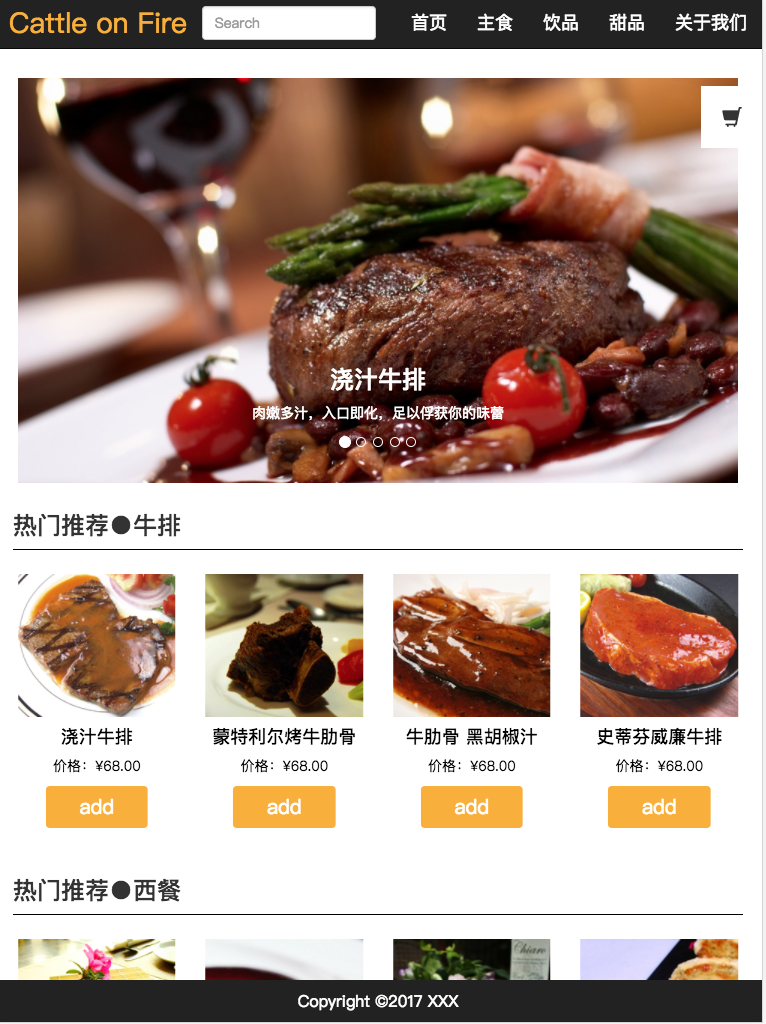 Cattle on Fire Search 首页 主食 饮品 甜品 关于我们
浇汁牛排
肉嫩多汁，入口即化，足以俘获你的味蕾
热门推荐●牛排
浇汁牛排 蒙特利尔烤牛肋骨 牛肋骨 黑胡椒汁 史蒂芬威廉牛排
价格：¥68.00 价格：¥68.00 价格：¥68.00 价格：¥68.00
add add add add
热门推荐●西餐
Chiaro
Copyright ©2017 XXX